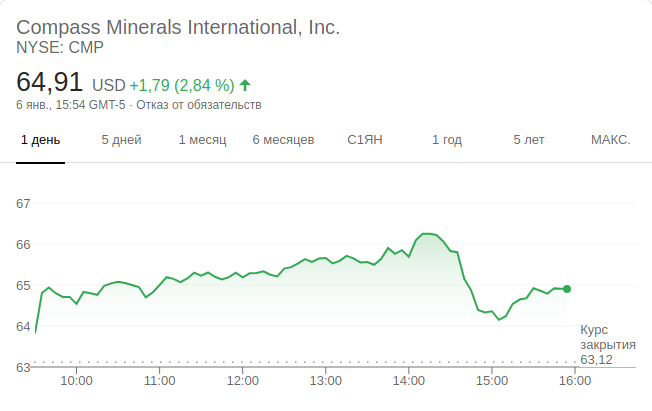 Compass Minerals International, Inc.
NYSE: CMP
64,91 USD +1,79 (2,84 %)
6 янв., 15:54 GMT-5 · Отказ от обязательств
1 день 5 дней 1 месяц 6 месяцев С1ЯН 1 год 5 лет МАКС.
67
66
65
64
63
Курс
закрытия
63,12
10:00 11:00 12:00 13:00 14:00 15:00 16:00